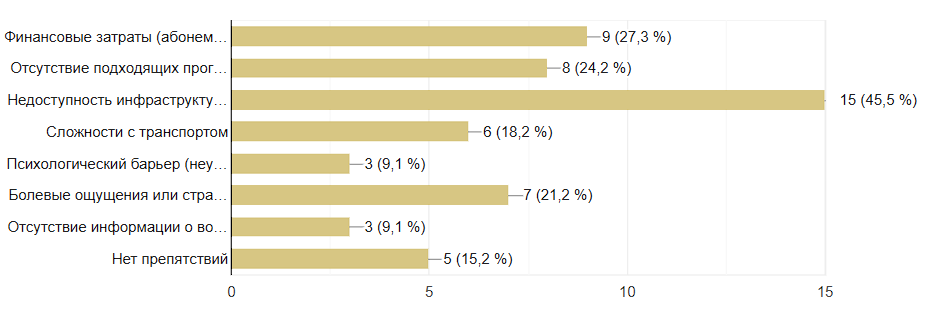 Финансовые затраты (абонем… 9 (27,3 %)
Отсутствие подходящих прог… 8 (24,2 %)
Недоступность инфраструкту… 15 (45,5 %)
Сложности с транспортом 6 (18,2 %)
Психологический барьер (неу… 3 (9,1 %)
Болевые ощущения или стра… 7 (21,2 %)
Отсутствие информации о во… 3 (9,1 %)
Нет препятствий 5 (15,2 %)
0 5 10 15